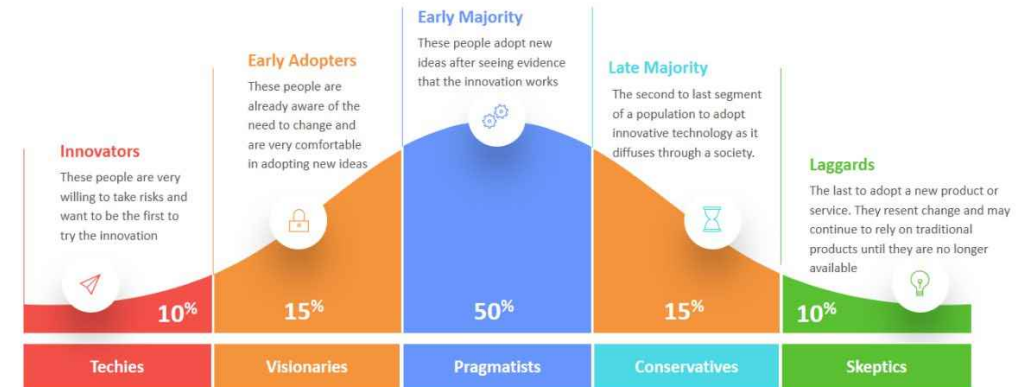 Innovators
These people are very
willing to take risks and
want to be the first to
try the innovation
Early Adopters
These people are
already aware of the
need to change and
are very comfortable
in adopting new ideas
Early Majority
These people adopt new
ideas after seeing evidence
that the innovation works
Late Majority
The second to last segment
of a population to adopt
innovative technology as it
diffuses through a society.
Laggards
The last to adopt a new product or
service. They resent change and may
continue to rely on traditional
products until they are no longer
available
10%
15%
50%
15%
10%
Techies
Visionaries
Pragmatists
Conservatives
Skeptics